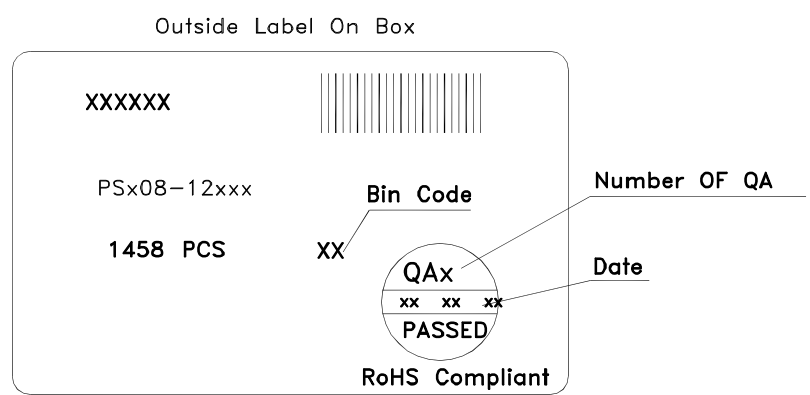 Outside Label On Box
XXXXXX
PSx08-12xxx
Bin Code
Number OF QA
1458 PCS
XX
QAx
Date
xx xx xx
PASSED
RoHS Compliant